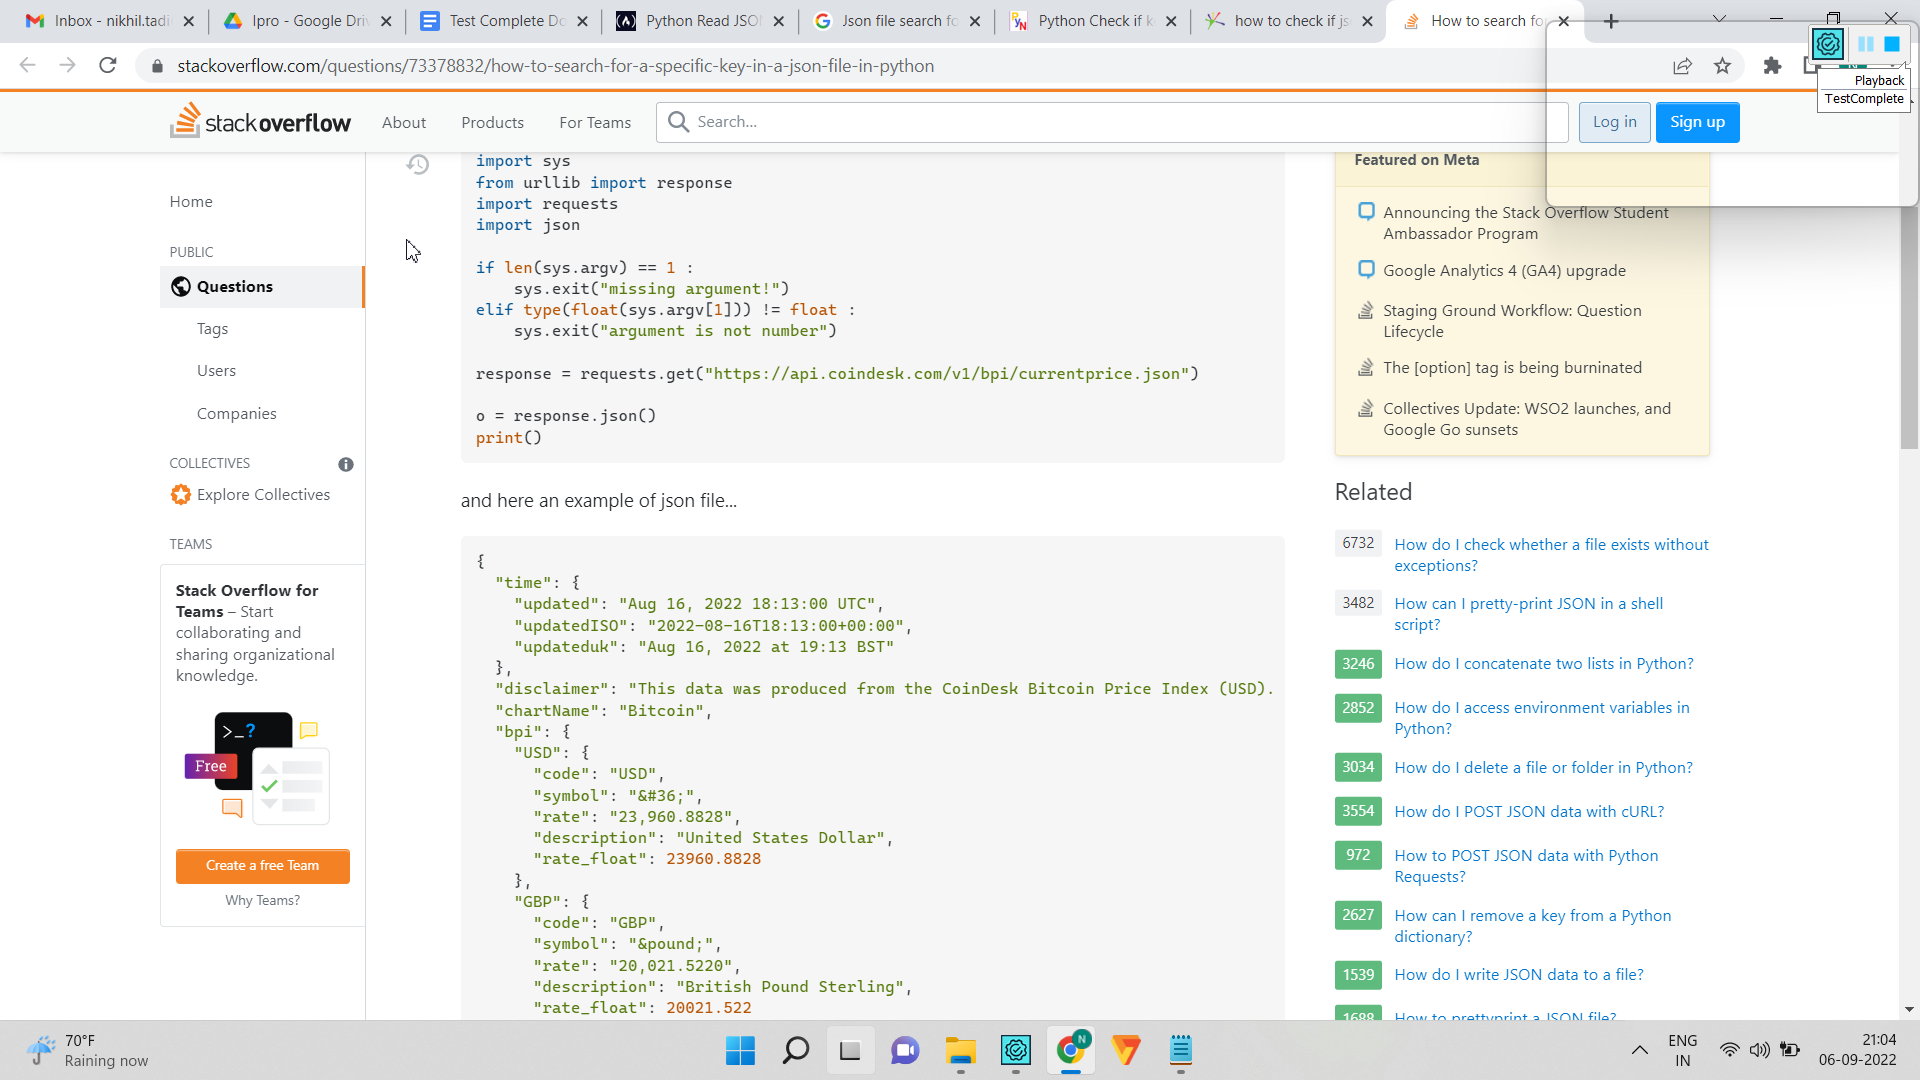 Inbox - nikhil.tadi
Ipro - Google Driv
Test Complete Do
Python Read JSO
Json file search fo
Python Check if k
how to check if js
How to search fo
stackoverflow.com/questions/73378832/how-to-search-for-a-specific-key-in-a-json-file-in-python
Playback
TestComplete
stackoverflow
About
Products
For Teams
Search...
Log in
Sign up
Home
PUBLIC
Questions
Tags
Users
Companies
COLLECTIVES
Explore Collectives
TEAMS
Stack Overflow for
Teams – Start
collaborating and
sharing organizational
knowledge.
>_?
Free
Create a free Team
Why Teams?
import sys
from urllib import response
import requests
import json
if len(sys.argv) == 1 :
sys.exit("missing argument!")
elif type(float(sys.argv[1])) != float :
sys.exit("argument is not number")
response = requests.get("https://api.coindesk.com/v1/bpi/currentprice.json")
o = response.json()
print()
and here an example of json file...
{
"time": {
"updated": "Aug 16, 2022 18:13:00 UTC",
"updatedISO": "2022-08-16T18:13:00+00:00",
"updateduk": "Aug 16, 2022 at 19:13 BST"
},
"disclaimer": "This data was produced from the CoinDesk Bitcoin Price Index (USD).
"chartName": "Bitcoin",
"bpi": {
"USD": {
"code": "USD",
"symbol": "&#36;",
"rate": "23,960.8828",
"description": "United States Dollar",
"rate_float": 23960.8828
},
"GBP": {
"code": "GBP",
"symbol": "&pound;",
"rate": "20,021.5220",
"description": "British Pound Sterling",
"rate_float": 20021.522
Featured on Meta
Announcing the Stack Overflow Student
Ambassador Program
Google Analytics 4 (GA4) upgrade
Staging Ground Workflow: Question
Lifecycle
The [option] tag is being burninated
Collectives Update: WSO2 launches, and
Google Go sunsets
Related
6732 How do I check whether a file exists without
exceptions?
3482 How can I pretty-print JSON in a shell
script?
3246 How do I concatenate two lists in Python?
2852 How do I access environment variables in
Python?
3034 How do I delete a file or folder in Python?
3554 How do I POST JSON data with cURL?
972 How to POST JSON data with Python
Requests?
2627 How can I remove a key from a Python
dictionary?
1539 How do I write JSON data to a file?
1688 How to prettyprint a JSON file?
70°F
Raining now
N
ENG
IN
21:04
06-09-2022